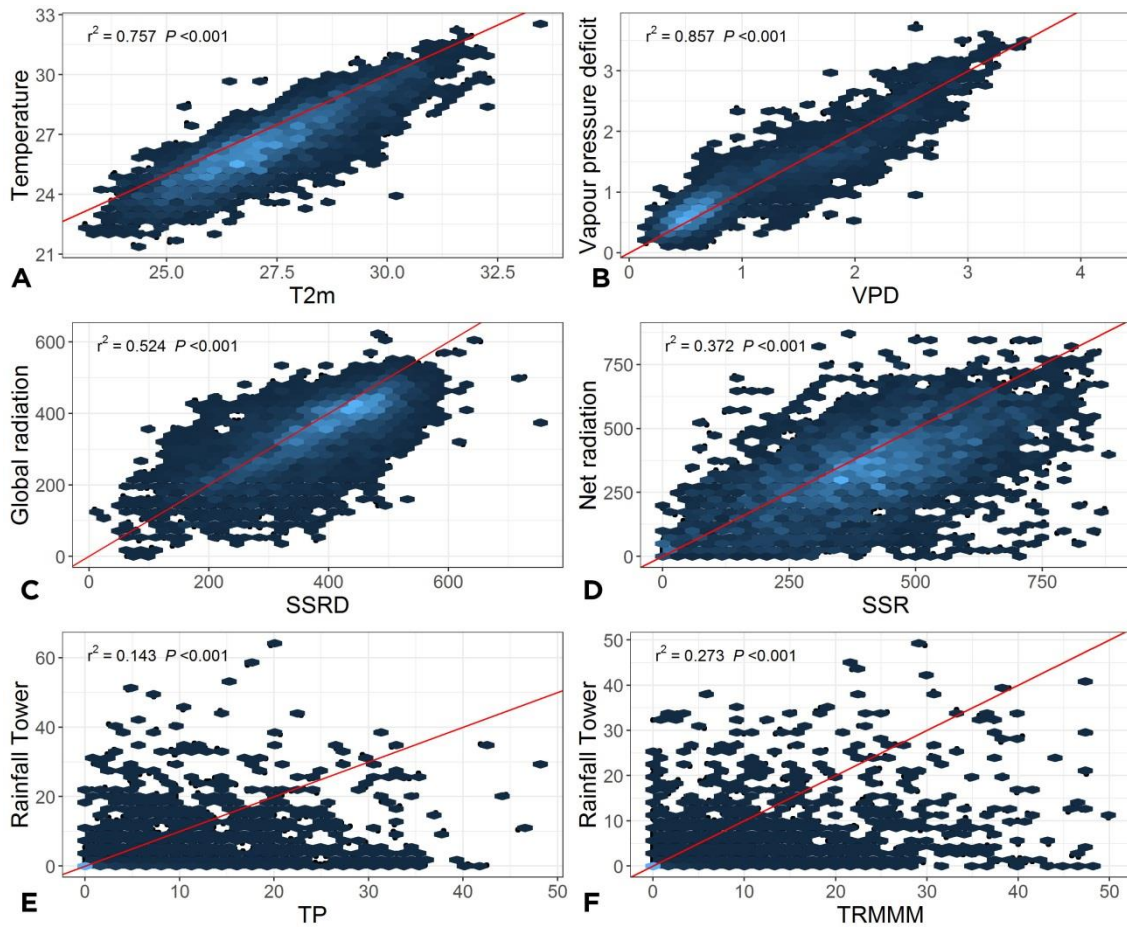 r² = 0.757 P <0.001
Temperature
33
30
27
24
21
25.0 27.5 30.0 32.5
A
T2m
r² = 0.857 P <0.001
Vapour pressure deficit
3
2
1
0
0 1 2 3 4
B
VPD
r² = 0.524 P <0.001
Global radiation
600
400
200
0
0 200 400 600
C
SSRD
r² = 0.372 P <0.001
Net radiation
750
500
250
0
0 250 500 750
D
SSR
r² = 0.143 P <0.001
Rainfall Tower
60
40
20
0
0 10 20 30 40 50
E
TP
r² = 0.273 P <0.001
Rainfall Tower
50
40
30
20
10
0
0 10 20 30 40 50
F
TRMMM